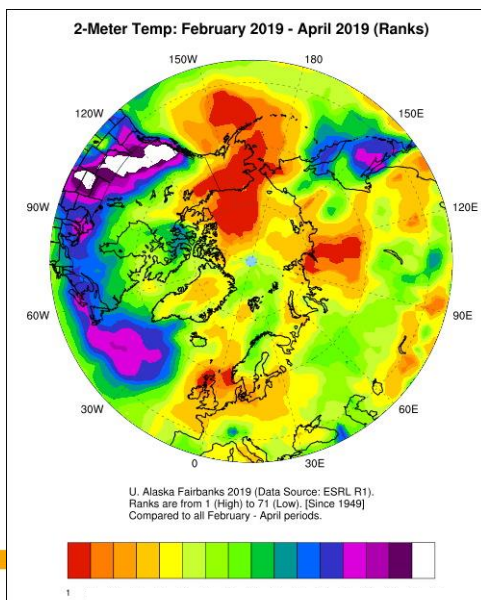 2-Meter Temp: February 2019 - April 2019 (Ranks)
150W
180
120W
150E
90W
120E
60W
90E
30W
60E
0
30E
U. Alaska Fairbanks 2019 (Data Source: ESRL R1).
Ranks are from 1 (High) to 71 (Low). [Since 1949]
Compared to all February - April periods.
1